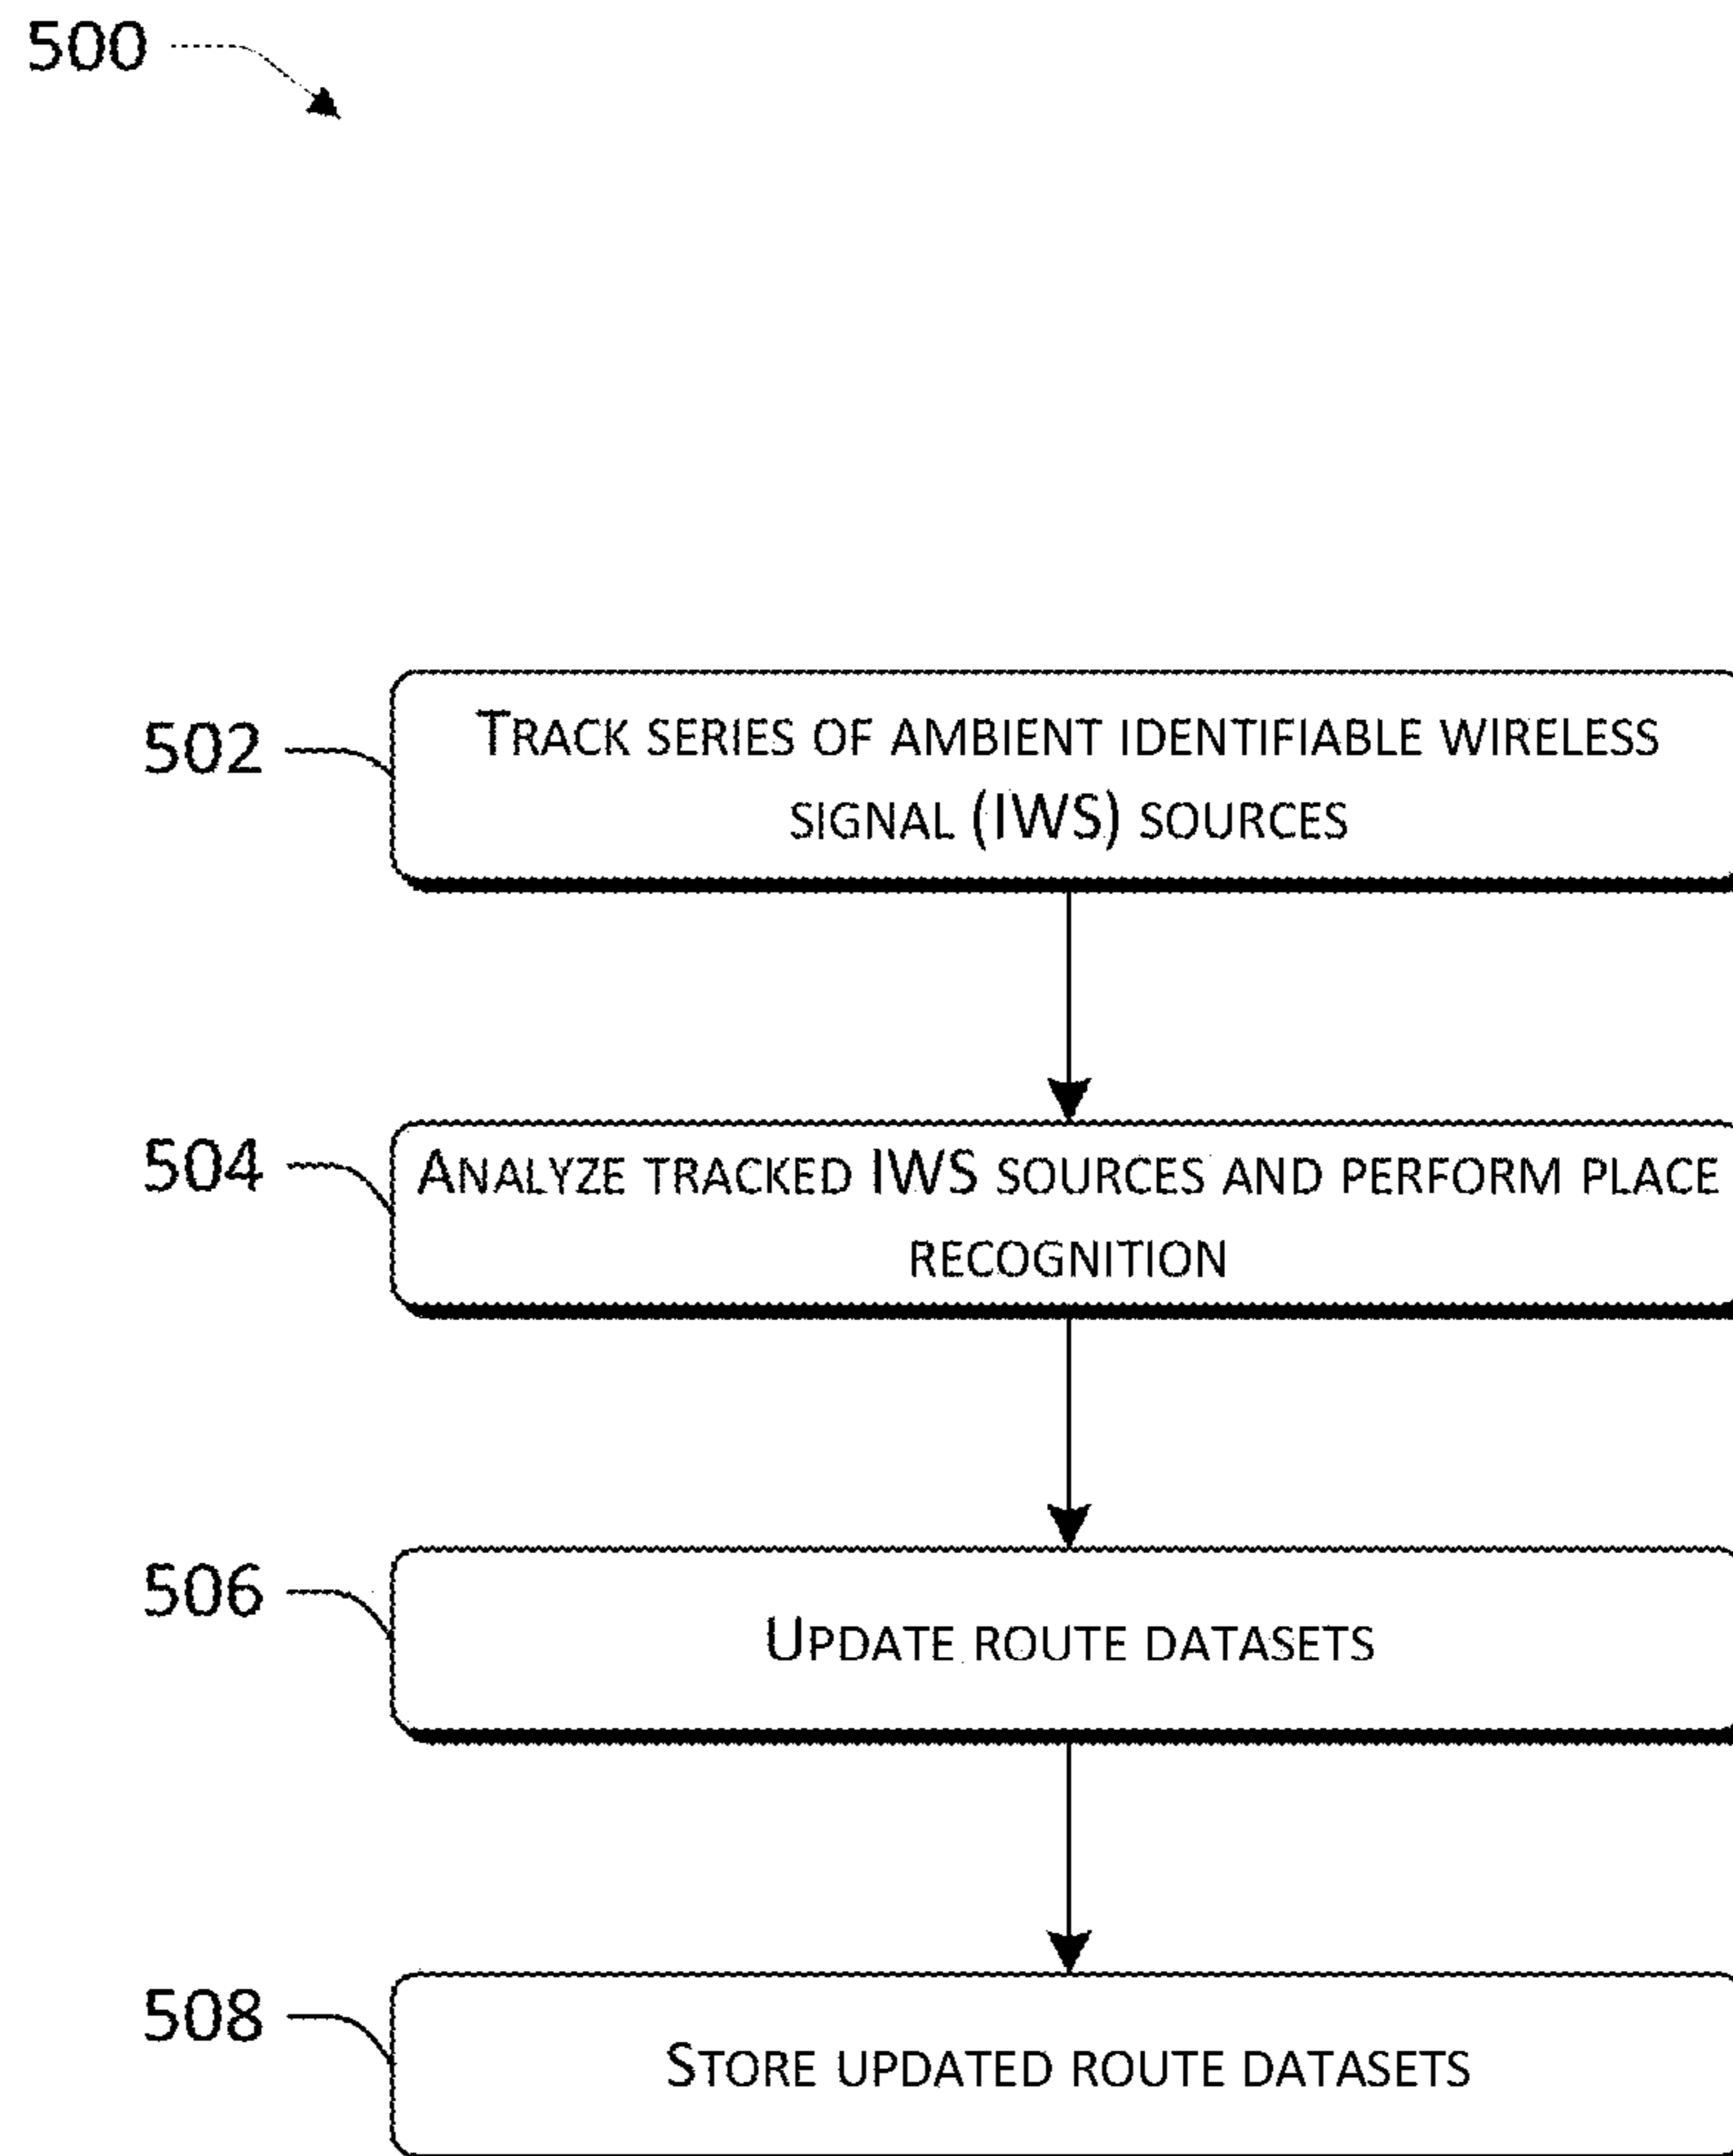 500
502
TRACK SERIES OF AMBIENT IDENTIFIABLE WIRELESS
SIGNAL (IWS) SOURCES
504
ANALYZE TRACKED IWS SOURCES AND PERFORM PLACE
RECOGNITION
506
UPDATE ROUTE DATASETS
508
STORE UPDATED ROUTE DATASETS